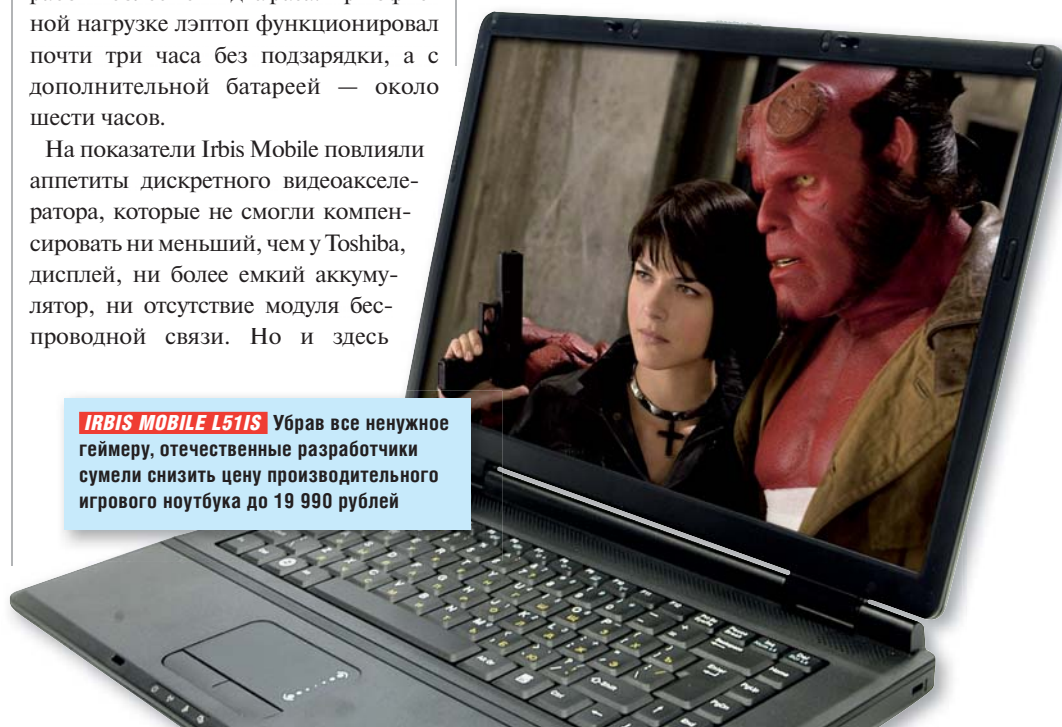 ной нагрузке лэптоп функционировал
почти три часа без подзарядки, а с
дополнительной батареей — около
шести часов.
На показатели Irbis Mobile повлияли
аппетиты дискретного видеоакселе-
ратора, которые не смогли компен-
сировать ни меньший, чем у Toshiba,
дисплей, ни более емкий аккуму-
лятор, ни отсутствие модуля бес-
проводной связи. Но и здесь
IRBIS MOBILE L51IS Убрав все ненужное
геймеру, отечественные разработчики
сумели снизить цену производительного
игрового ноутбука до 19 990 рублей